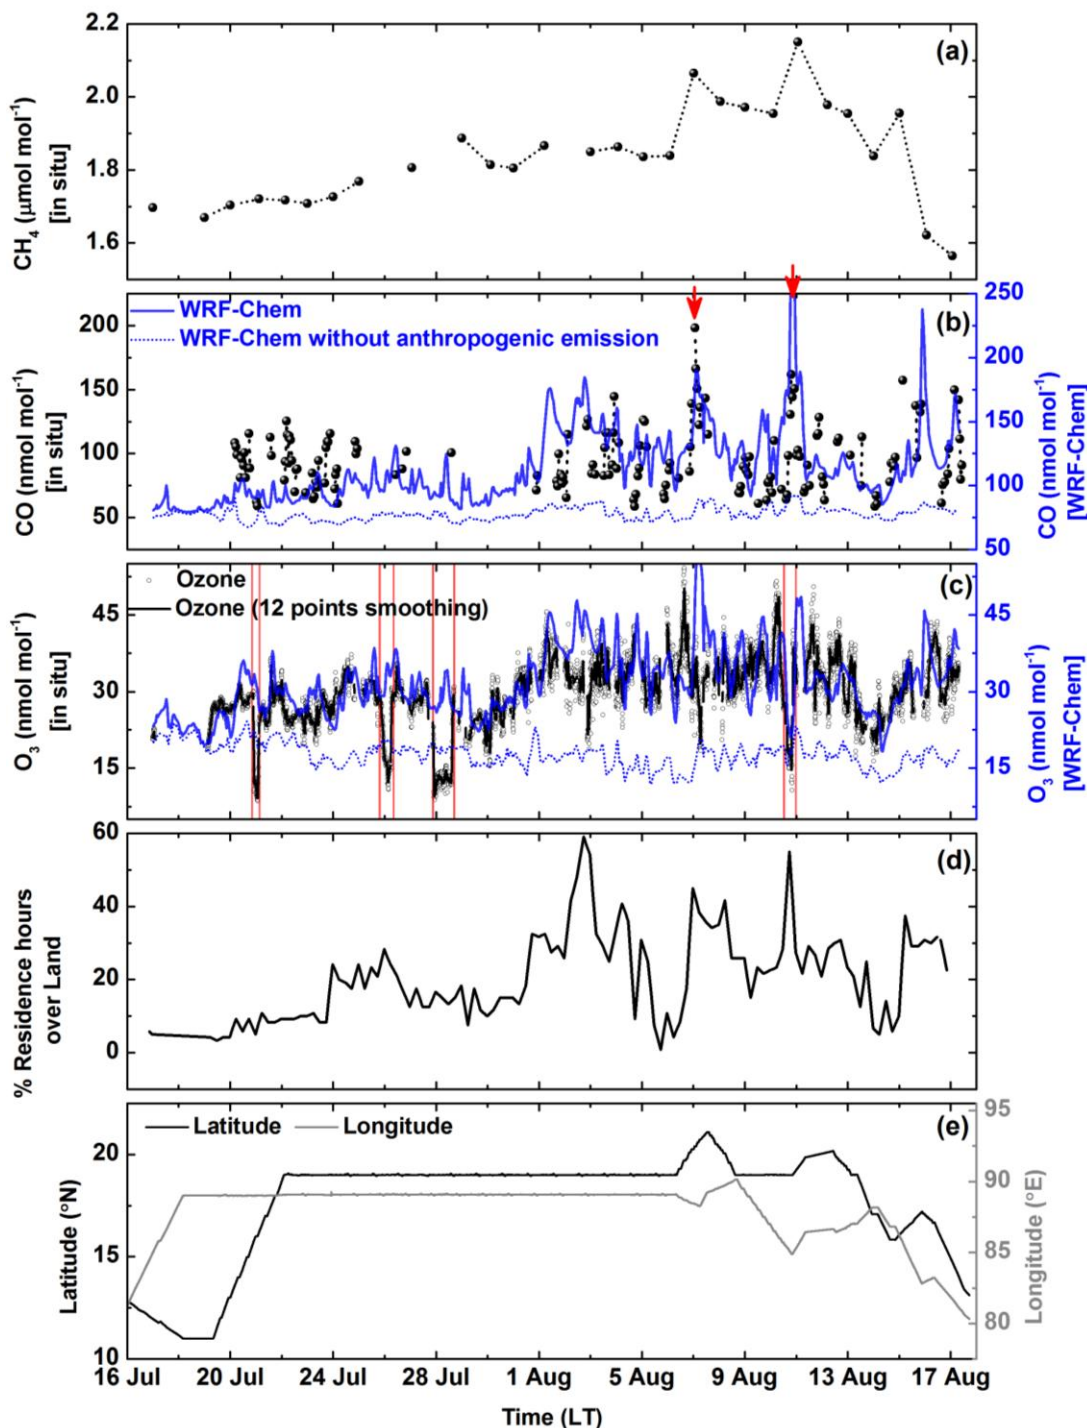 2.2
2.0
1.8
1.6
CH4 (μmol mol-1)
[in situ]
(a)
200
150
100
50
CO (nmol mol-1)
[in situ]
WRF-Chem
WRF-Chem without anthropogenic emission
(b)
250
200
150
100
50
CO (nmol mol-1)
[WRF-Chem]
45
30
15
O3 (nmol mol-1)
[in situ]
Ozone
Ozone (12 points smoothing)
(c)
45
30
15
O3 (nmol mol-1)
[WRF-Chem]
60
40
20
0
% Residence hours
over Land
(d)
20
15
10
Latitude (°N)
Latitude
Longitude
(e)
95
90
85
80
Longitude (°E)
16 Jul 20 Jul 24 Jul 28 Jul 1 Aug 5 Aug 9 Aug 13 Aug 17 Aug
Time (LT)